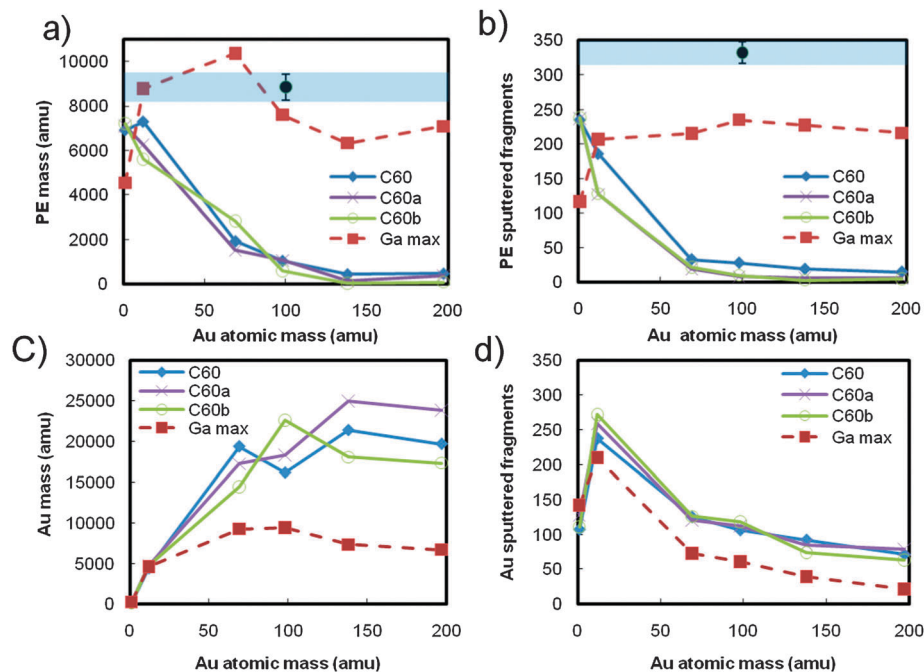 a)
PE mass (amu)
10000
8000
6000
4000
2000
0
0 50 100 150 200
Au atomic mass (amu)
C60
C60a
C60b
Ga max
b)
PE sputtered fragments
350
300
250
200
150
100
50
0
0 50 100 150 200
Au atomic mass (amu)
C60
C60a
C60b
Ga max
C)
Au mass (amu)
30000
25000
20000
15000
10000
5000
0
0 50 100 150 200
Au atomic mass (amu)
C60
C60a
C60b
Ga max
d)
Au sputtered fragments
350
300
250
200
150
100
50
0
0 50 100 150 200
Au atomic mass (amu)
C60
C60a
C60b
Ga max